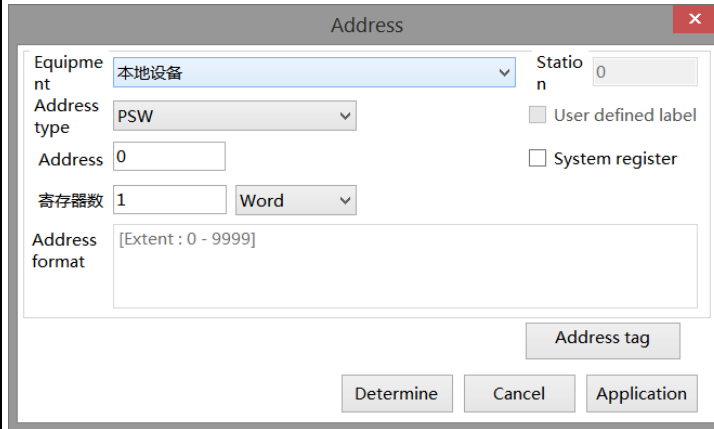 Address
Equipme
nt
本地设备
Statio
n
0
Address
type
PSW
User defined label
Address
0
System register
寄存器数
1
Word
Address
format
[Extent : 0 - 9999]
Address tag
Determine
Cancel
Application